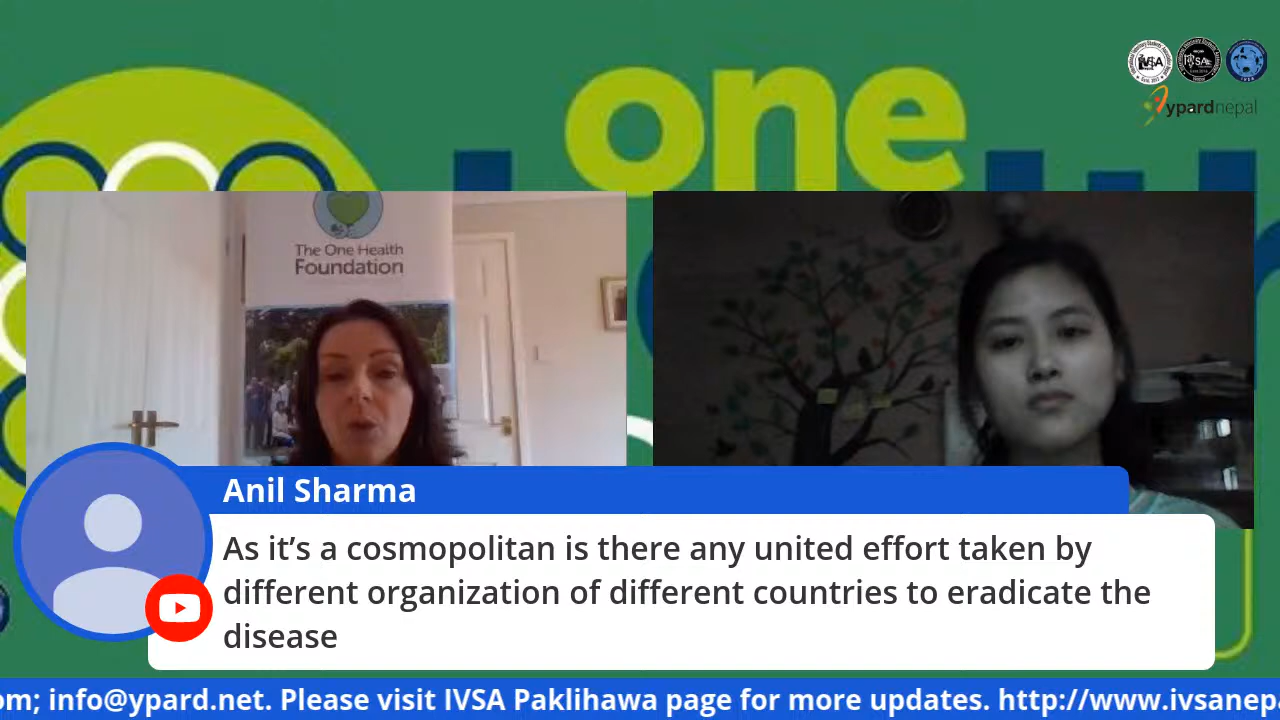 one
IVSA
ypardnepal
The One Health
Foundation
Anil Sharma
As it’s a cosmopolitan is there any united effort taken by
different organization of different countries to eradicate the
disease
om; info@ypard.net. Please visit IVSA Paklihawa page for more updates. http://www.ivsanepa